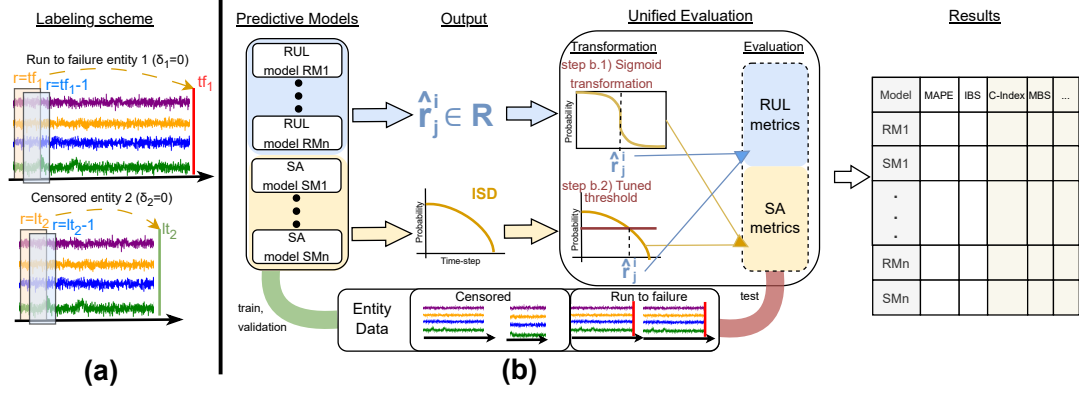 Labeling scheme
Run to failure entity 1 (δ1=0)
r=tf1
r=tf1-1
tf1
Censored entity 2 (δ2=0)
r=lt2
r=lt2-1
lt2
(a)
Predictive Models
RUL
model RM1
RUL
model RMn
SA
model SM1
SA
model SMn
Output
r̂ij ∈ R
Probability
ISD
Time-step
Unified Evaluation
Transformation
step b.1) Sigmoid
transformation
Probability
r̂ij
step b.2) Tuned
threshold
Probability
r̂ij
Evaluation
RUL
metrics
SA
metrics
train,
validation
Entity
Data
Censored
Run to failure
test
(b)
Results
Model MAPE IBS C-Index MBS ...
RM1
SM1
.
.
.
RMn
SMn